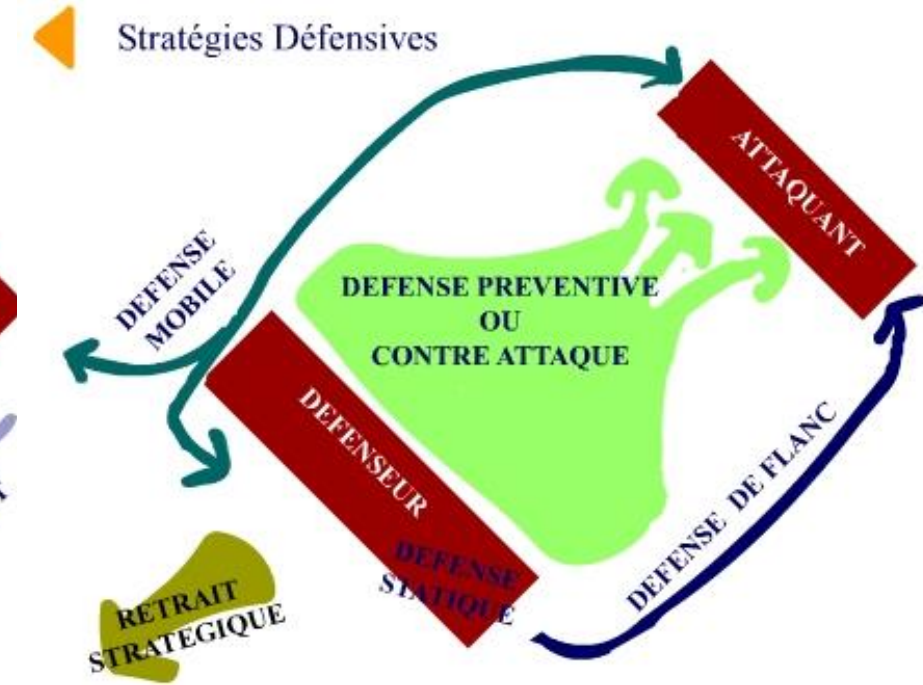 Stratégies Défensives
ATTAQUANT
DEFENSE
MOBILE
DEFENSE PREVENTIVE
OU
CONTRE ATTAQUE
DEFENSEUR
DEFENSE
STATIQUE
DEFENSE DE FLANC
RETRAIT
STRATEGIQUE